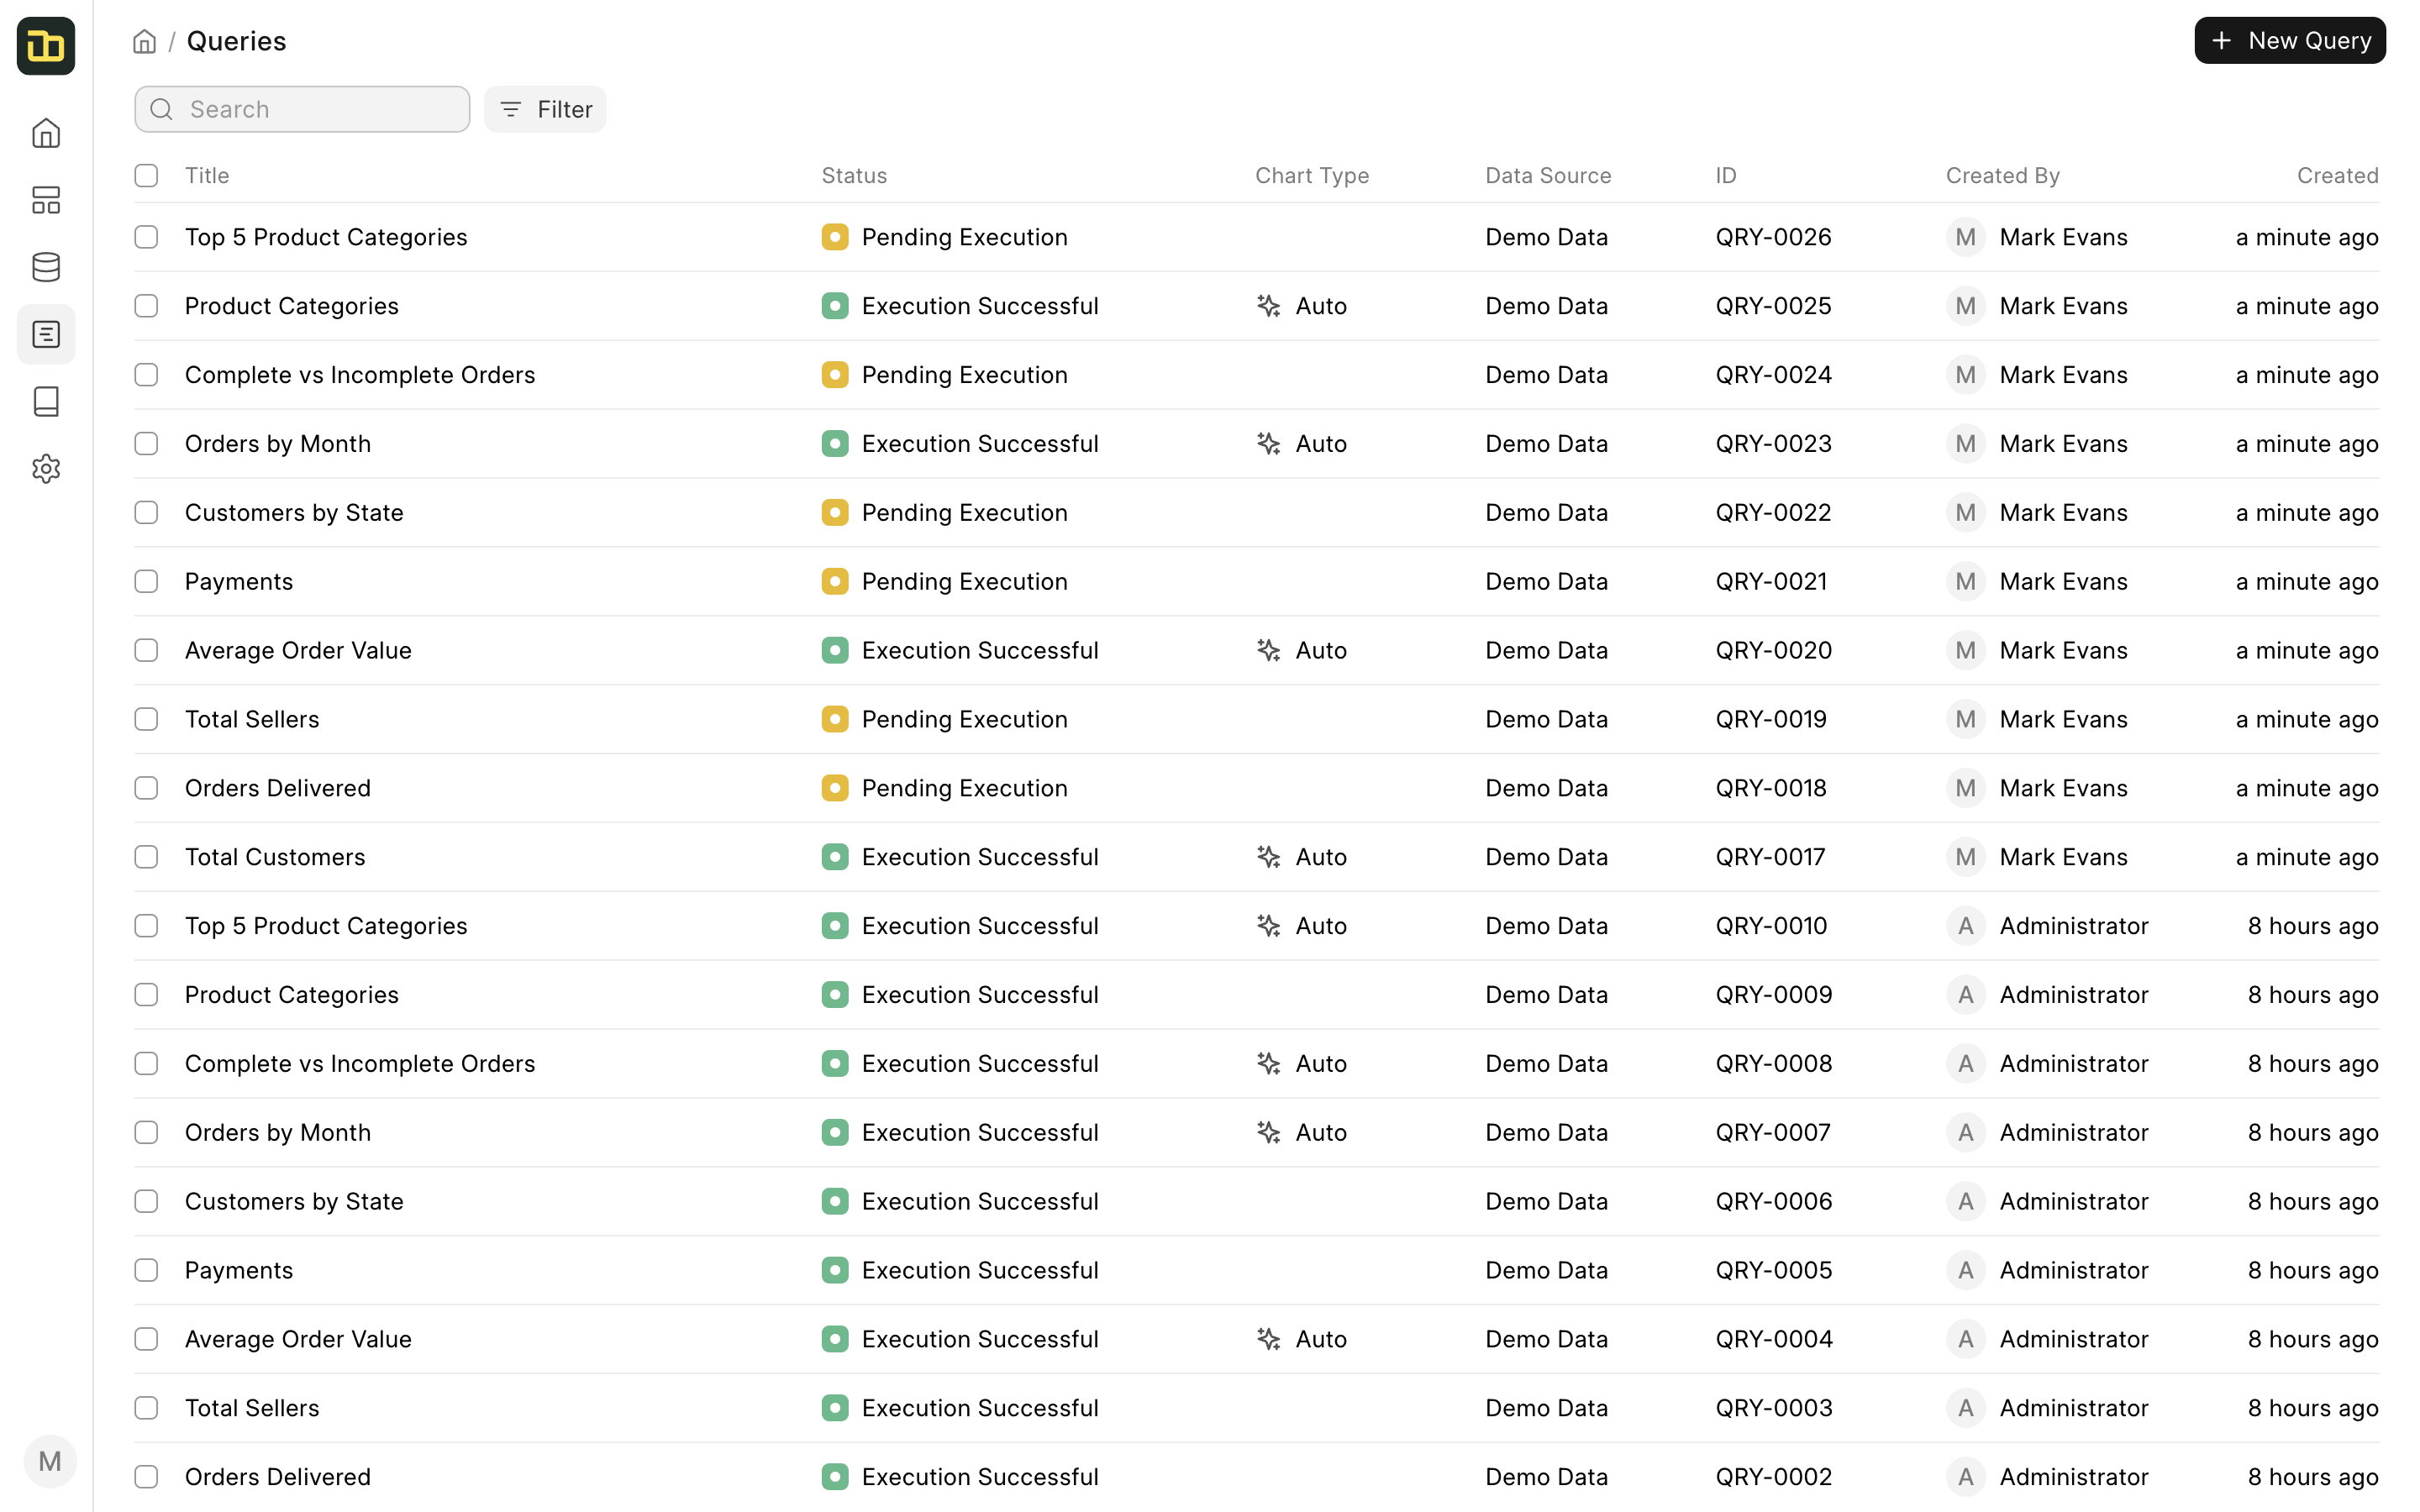 / Queries
+ New Query
Search Filter
Title Status Chart Type Data Source ID Created By Created
Top 5 Product Categories Pending Execution Demo Data QRY-0026 M Mark Evans a minute ago
Product Categories Execution Successful Auto Demo Data QRY-0025 M Mark Evans a minute ago
Complete vs Incomplete Orders Pending Execution Demo Data QRY-0024 M Mark Evans a minute ago
Orders by Month Execution Successful Auto Demo Data QRY-0023 M Mark Evans a minute ago
Customers by State Pending Execution Demo Data QRY-0022 M Mark Evans a minute ago
Payments Pending Execution Demo Data QRY-0021 M Mark Evans a minute ago
Average Order Value Execution Successful Auto Demo Data QRY-0020 M Mark Evans a minute ago
Total Sellers Pending Execution Demo Data QRY-0019 M Mark Evans a minute ago
Orders Delivered Pending Execution Demo Data QRY-0018 M Mark Evans a minute ago
Total Customers Execution Successful Auto Demo Data QRY-0017 M Mark Evans a minute ago
Top 5 Product Categories Execution Successful Auto Demo Data QRY-0010 A Administrator 8 hours ago
Product Categories Execution Successful Demo Data QRY-0009 A Administrator 8 hours ago
Complete vs Incomplete Orders Execution Successful Auto Demo Data QRY-0008 A Administrator 8 hours ago
Orders by Month Execution Successful Auto Demo Data QRY-0007 A Administrator 8 hours ago
Customers by State Execution Successful Demo Data QRY-0006 A Administrator 8 hours ago
Payments Execution Successful Demo Data QRY-0005 A Administrator 8 hours ago
Average Order Value Execution Successful Auto Demo Data QRY-0004 A Administrator 8 hours ago
Total Sellers Execution Successful Demo Data QRY-0003 A Administrator 8 hours ago
Orders Delivered Execution Successful Demo Data QRY-0002 A Administrator 8 hours ago
M